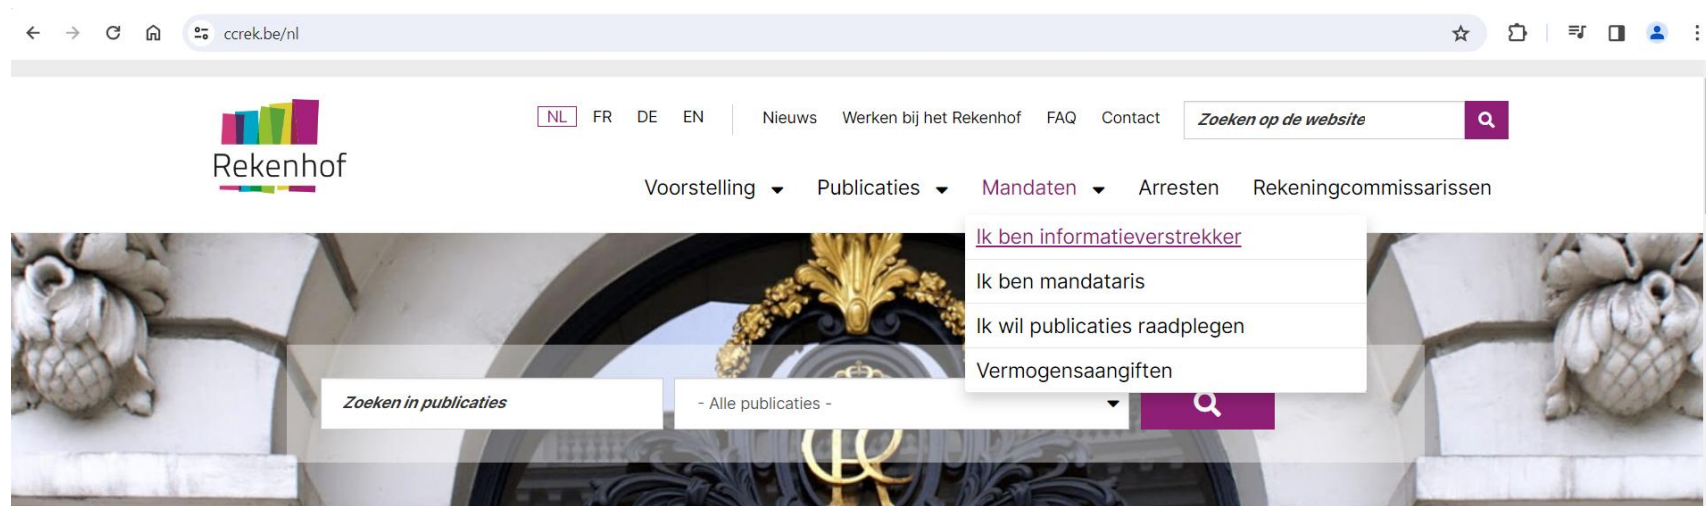 ccrek.be/nl
NL FR DE EN Nieuws Werken bij het Rekenhof FAQ Contact Zoeken op de website
Rekenhof
Voorstelling Publicaties Mandaten Arresten Rekeningcommissarissen
Ik ben informatieverstrekker
Ik ben mandataris
Ik wil publicaties raadplegen
Vermogensaangiften
Zoeken in publicaties - Alle publicaties -